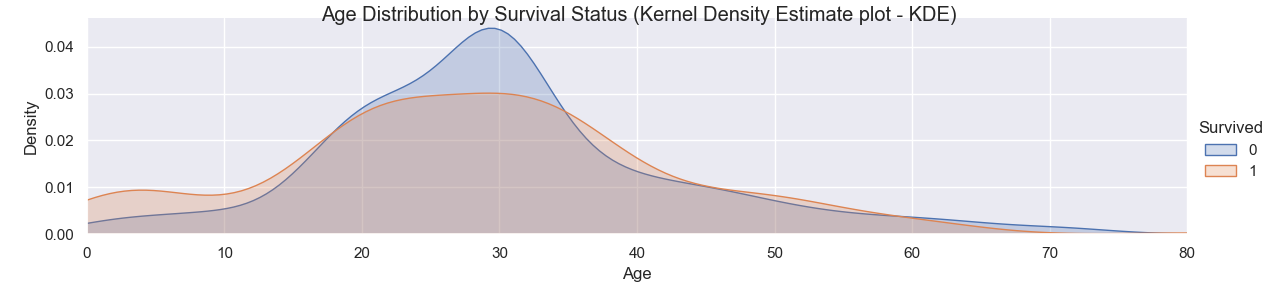 Age Distribution by Survival Status (Kernel Density Estimate plot - KDE)
0.04
0.03
0.02
0.01
0.00
Density
0 10 20 30 40 50 60 70 80
Age
Survived
0
1